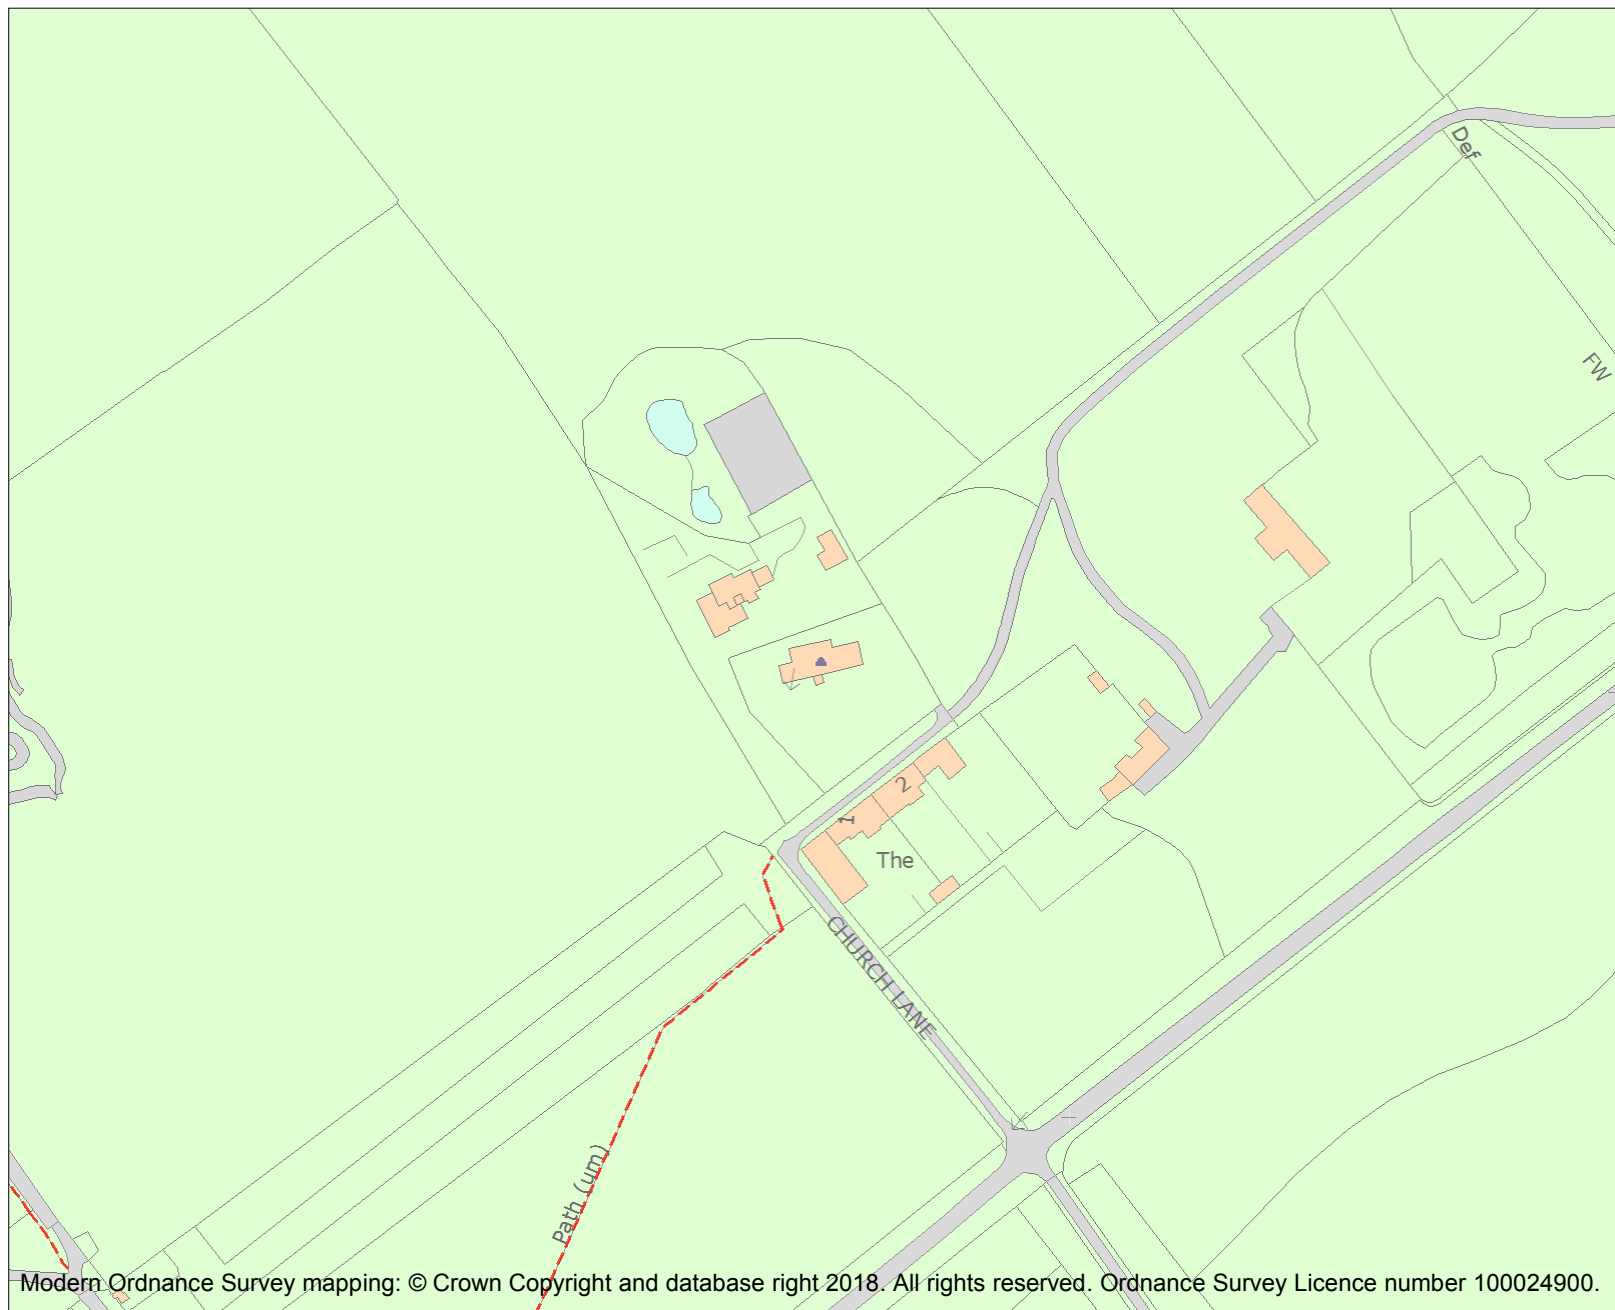 Def
FW
2
1
The
CHURCH LANE
Path (um)
Modern Ordnance Survey mapping: © Crown Copyright and database right 2018. All rights reserved. Ordnance Survey Licence number 100024900.